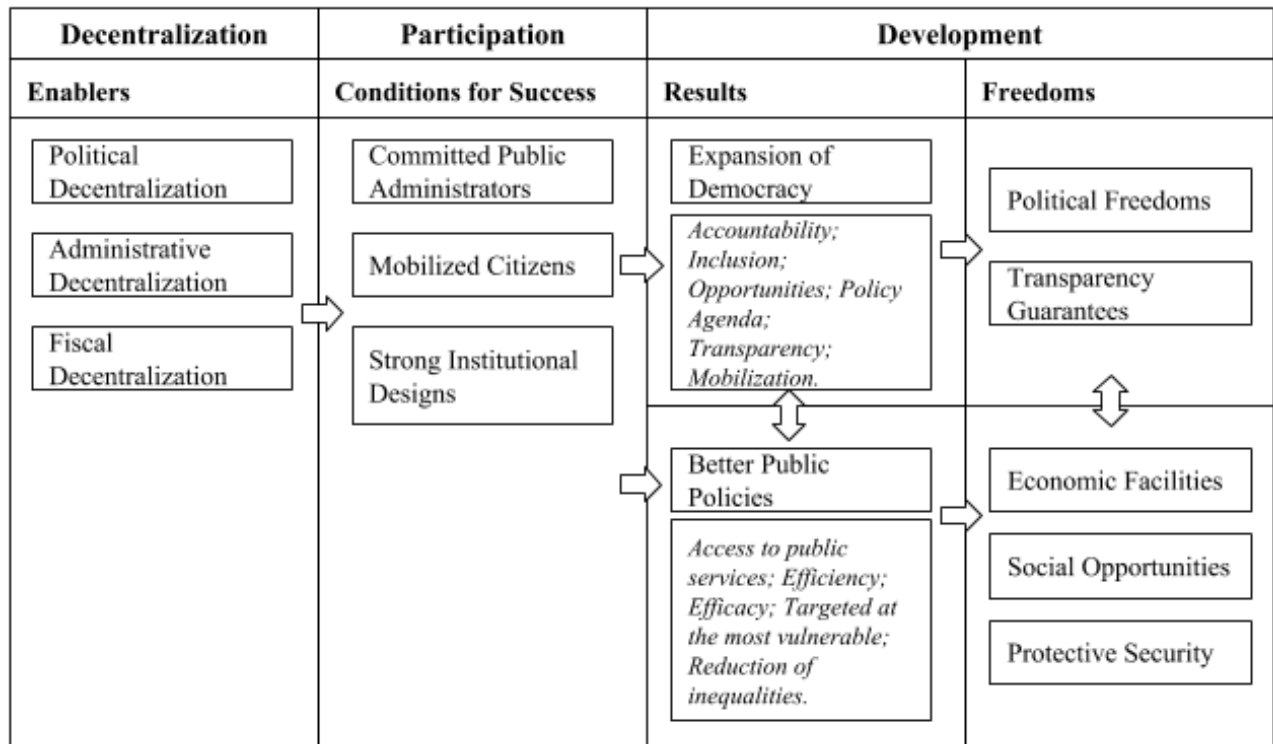 Decentralization
Participation
Development
Enablers
Conditions for Success
Results
Freedoms
Political
Decentralization
Administrative
Decentralization
Fiscal
Decentralization
Committed Public
Administrators
Mobilized Citizens
Strong Institutional
Designs
Expansion of
Democracy
Accountability;
Inclusion;
Opportunities; Policy
Agenda;
Transparency;
Mobilization.
Better Public
Policies
Access to public
services; Efficiency;
Efficacy; Targeted at
the most vulnerable;
Reduction of
inequalities.
Political Freedoms
Transparency
Guarantees
Economic Facilities
Social Opportunities
Protective Security